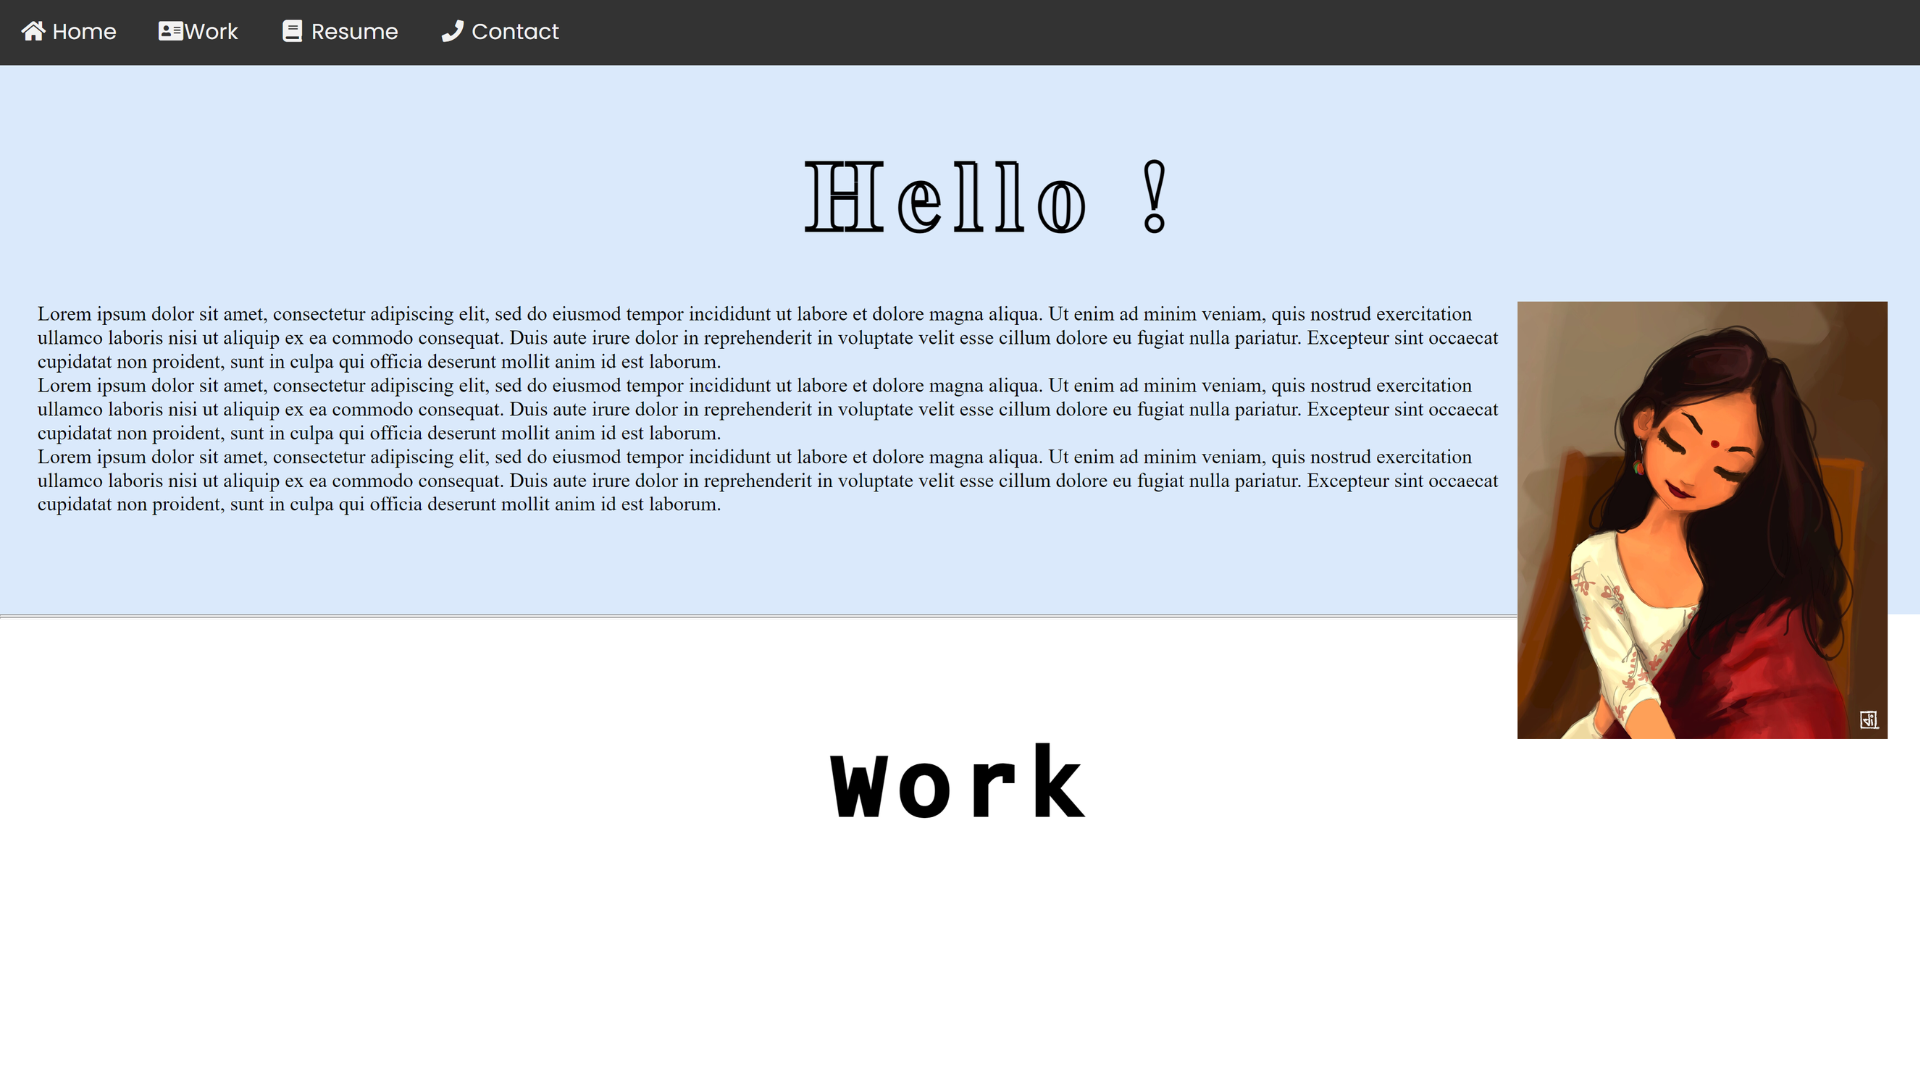 Home Work Resume Contact
Hello !
Lorem ipsum dolor sit amet, consectetur adipiscing elit, sed do eiusmod tempor incididunt ut labore et dolore magna aliqua. Ut enim ad minim veniam, quis nostrud exercitation
ullamco laboris nisi ut aliquip ex ea commodo consequat. Duis aute irure dolor in reprehenderit in voluptate velit esse cillum dolore eu fugiat nulla pariatur. Excepteur sint occaecat
cupidatat non proident, sunt in culpa qui officia deserunt mollit anim id est laborum.
Lorem ipsum dolor sit amet, consectetur adipiscing elit, sed do eiusmod tempor incididunt ut labore et dolore magna aliqua. Ut enim ad minim veniam, quis nostrud exercitation
ullamco laboris nisi ut aliquip ex ea commodo consequat. Duis aute irure dolor in reprehenderit in voluptate velit esse cillum dolore eu fugiat nulla pariatur. Excepteur sint occaecat
cupidatat non proident, sunt in culpa qui officia deserunt mollit anim id est laborum.
Lorem ipsum dolor sit amet, consectetur adipiscing elit, sed do eiusmod tempor incididunt ut labore et dolore magna aliqua. Ut enim ad minim veniam, quis nostrud exercitation
ullamco laboris nisi ut aliquip ex ea commodo consequat. Duis aute irure dolor in reprehenderit in voluptate velit esse cillum dolore eu fugiat nulla pariatur. Excepteur sint occaecat
cupidatat non proident, sunt in culpa qui officia deserunt mollit anim id est laborum.
Work